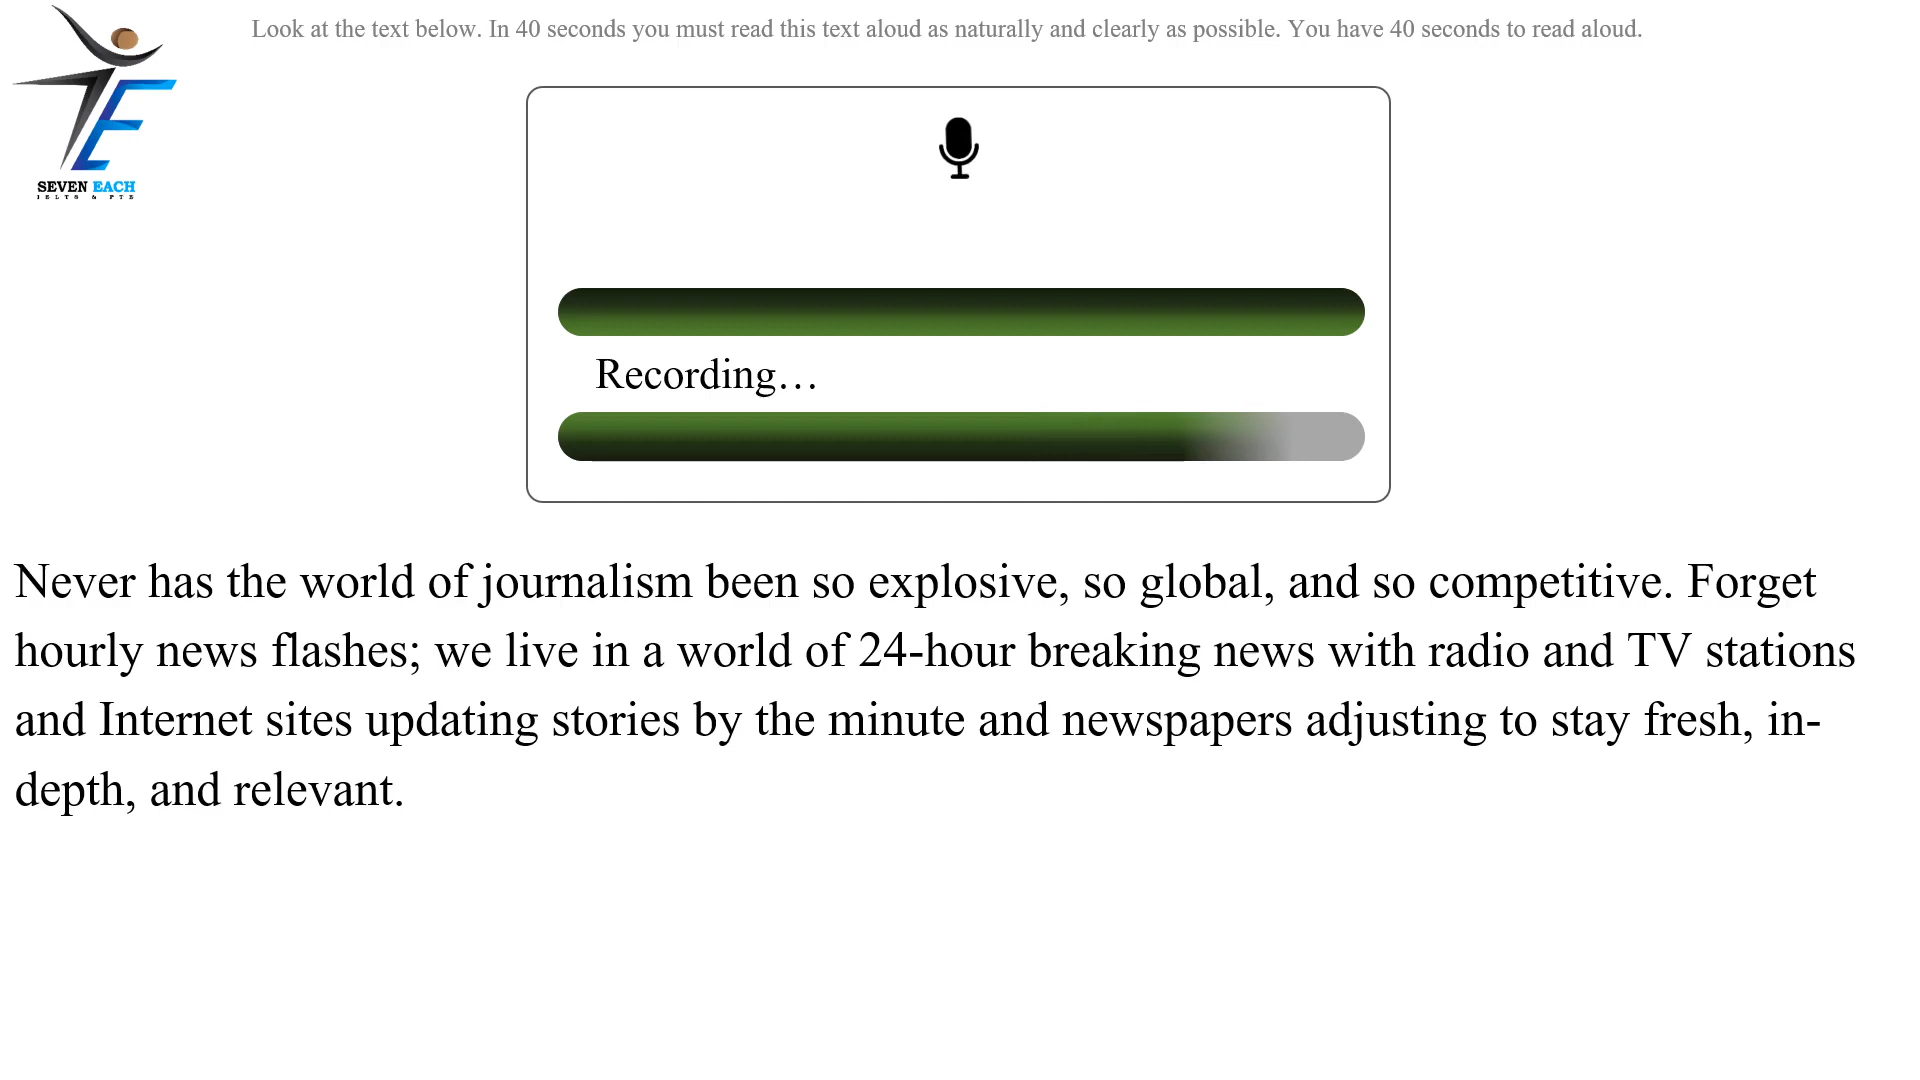 Look at the text below. In 40 seconds you must read this text aloud as naturally and clearly as possible. You have 40 seconds to read aloud.
SEVEN EACH
IELTS & PTE
Recording…
Never has the world of journalism been so explosive, so global, and so competitive. Forget
hourly news flashes; we live in a world of 24-hour breaking news with radio and TV stations
and Internet sites updating stories by the minute and newspapers adjusting to stay fresh, in-
depth, and relevant.